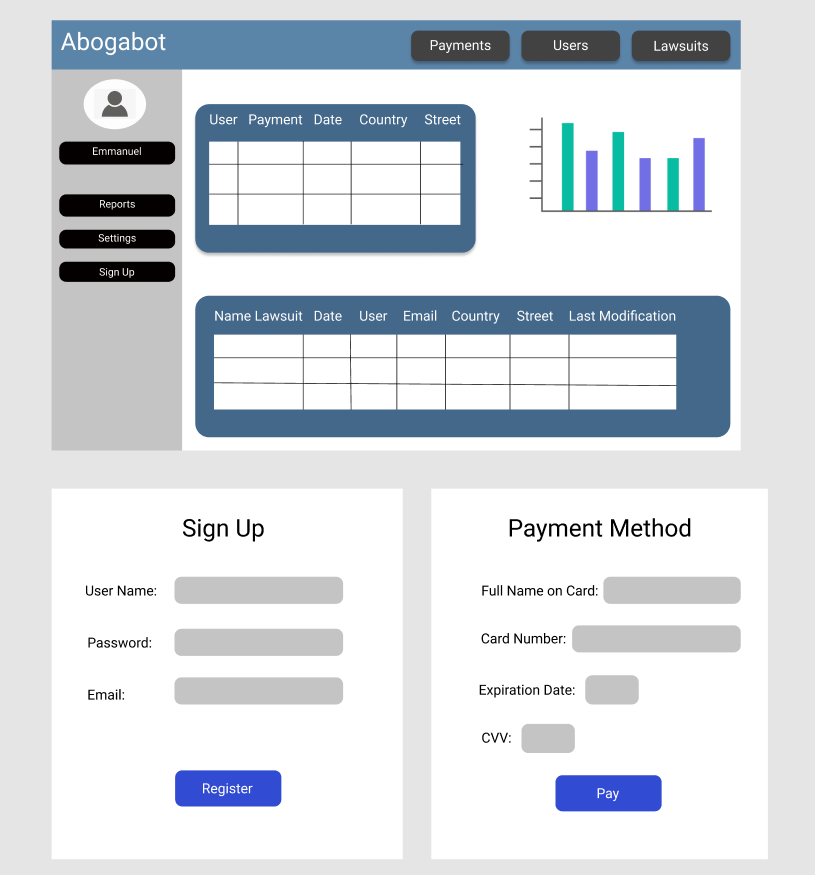 Abogabot
Payments Users Lawsuits
Emmanuel
Reports
Settings
Sign Up
User Payment Date Country Street
Name Lawsuit Date User Email Country Street Last Modification
Sign Up
User Name:
Password:
Email:
Register
Payment Method
Full Name on Card:
Card Number:
Expiration Date:
CVV:
Pay